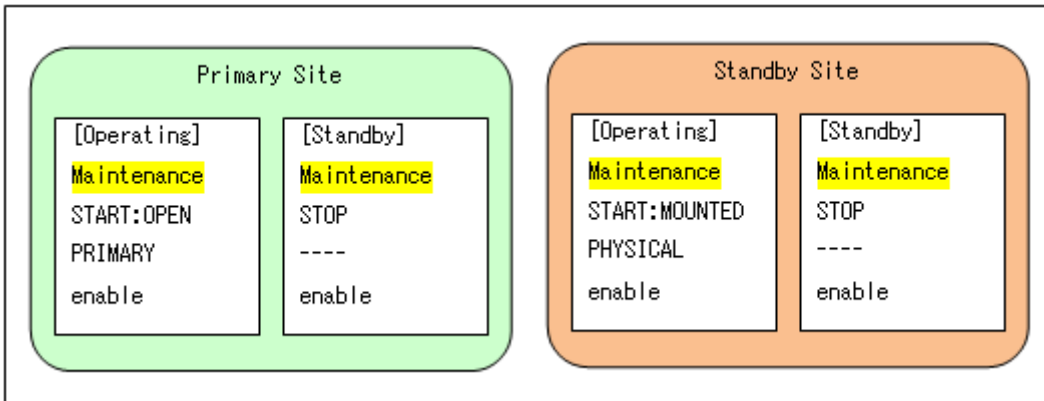 Primary Site
[Operating]
Maintenance
START:OPEN
PRIMARY
enable
[Standby]
Maintenance
STOP
----
enable
Standby Site
[Operating]
Maintenance
START:MOUNTED
PHYSICAL
enable
[Standby]
Maintenance
STOP
----
enable